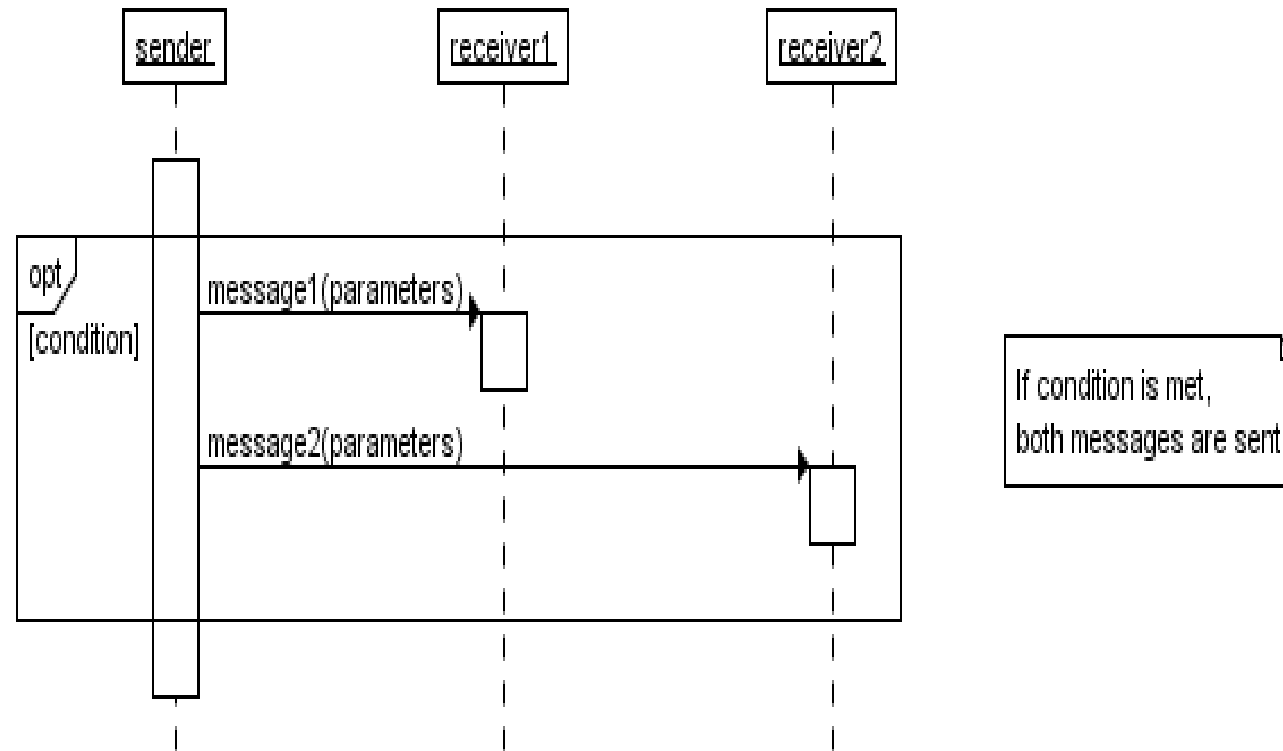 sender
receiver1
receiver2
opt
message1(parameters)
[condition]
message2(parameters)
If condition is met,
both messages are sent